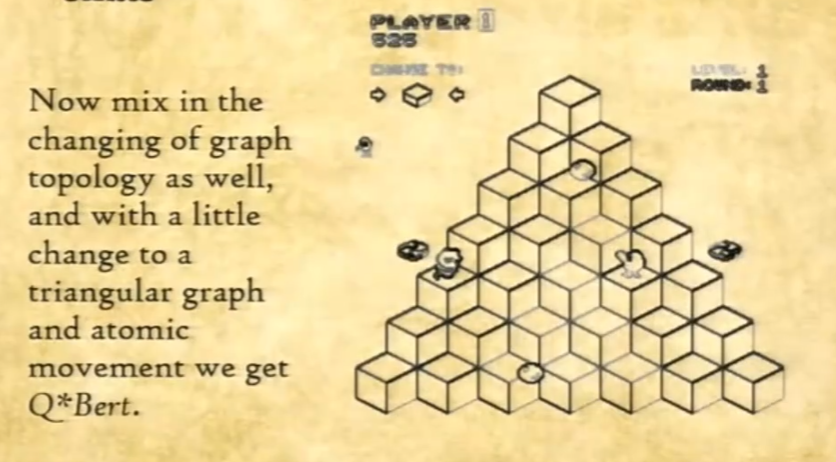 Now mix in the
changing of graph
topology as well,
and with a little
change to a
triangular graph
and atomic
movement we get
Q*Bert.
PLAYER 1
525
CHANGE TO:
LEVEL: 1
ROUND: 1